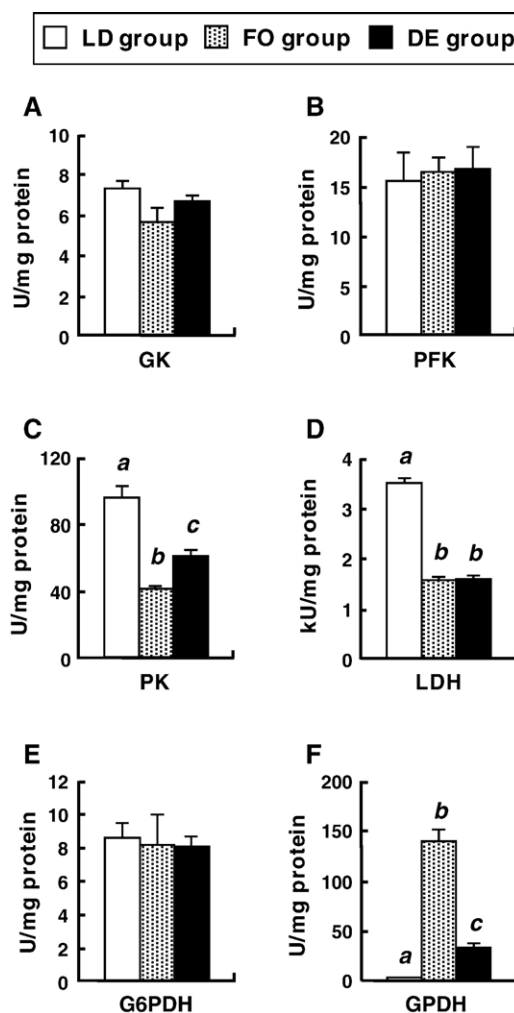 LD group FO group DE group
A
B
10
8
6
4
2
0
U/mg protein
GK
20
15
10
5
0
U/mg protein
PFK
C
D
120
80
40
0
U/mg protein
a
b
c
PK
4
3
2
1
0
kU/mg protein
a
b
b
LDH
E
F
12
10
8
6
4
2
0
U/mg protein
G6PDH
200
150
100
50
0
U/mg protein
a
b
c
GPDH